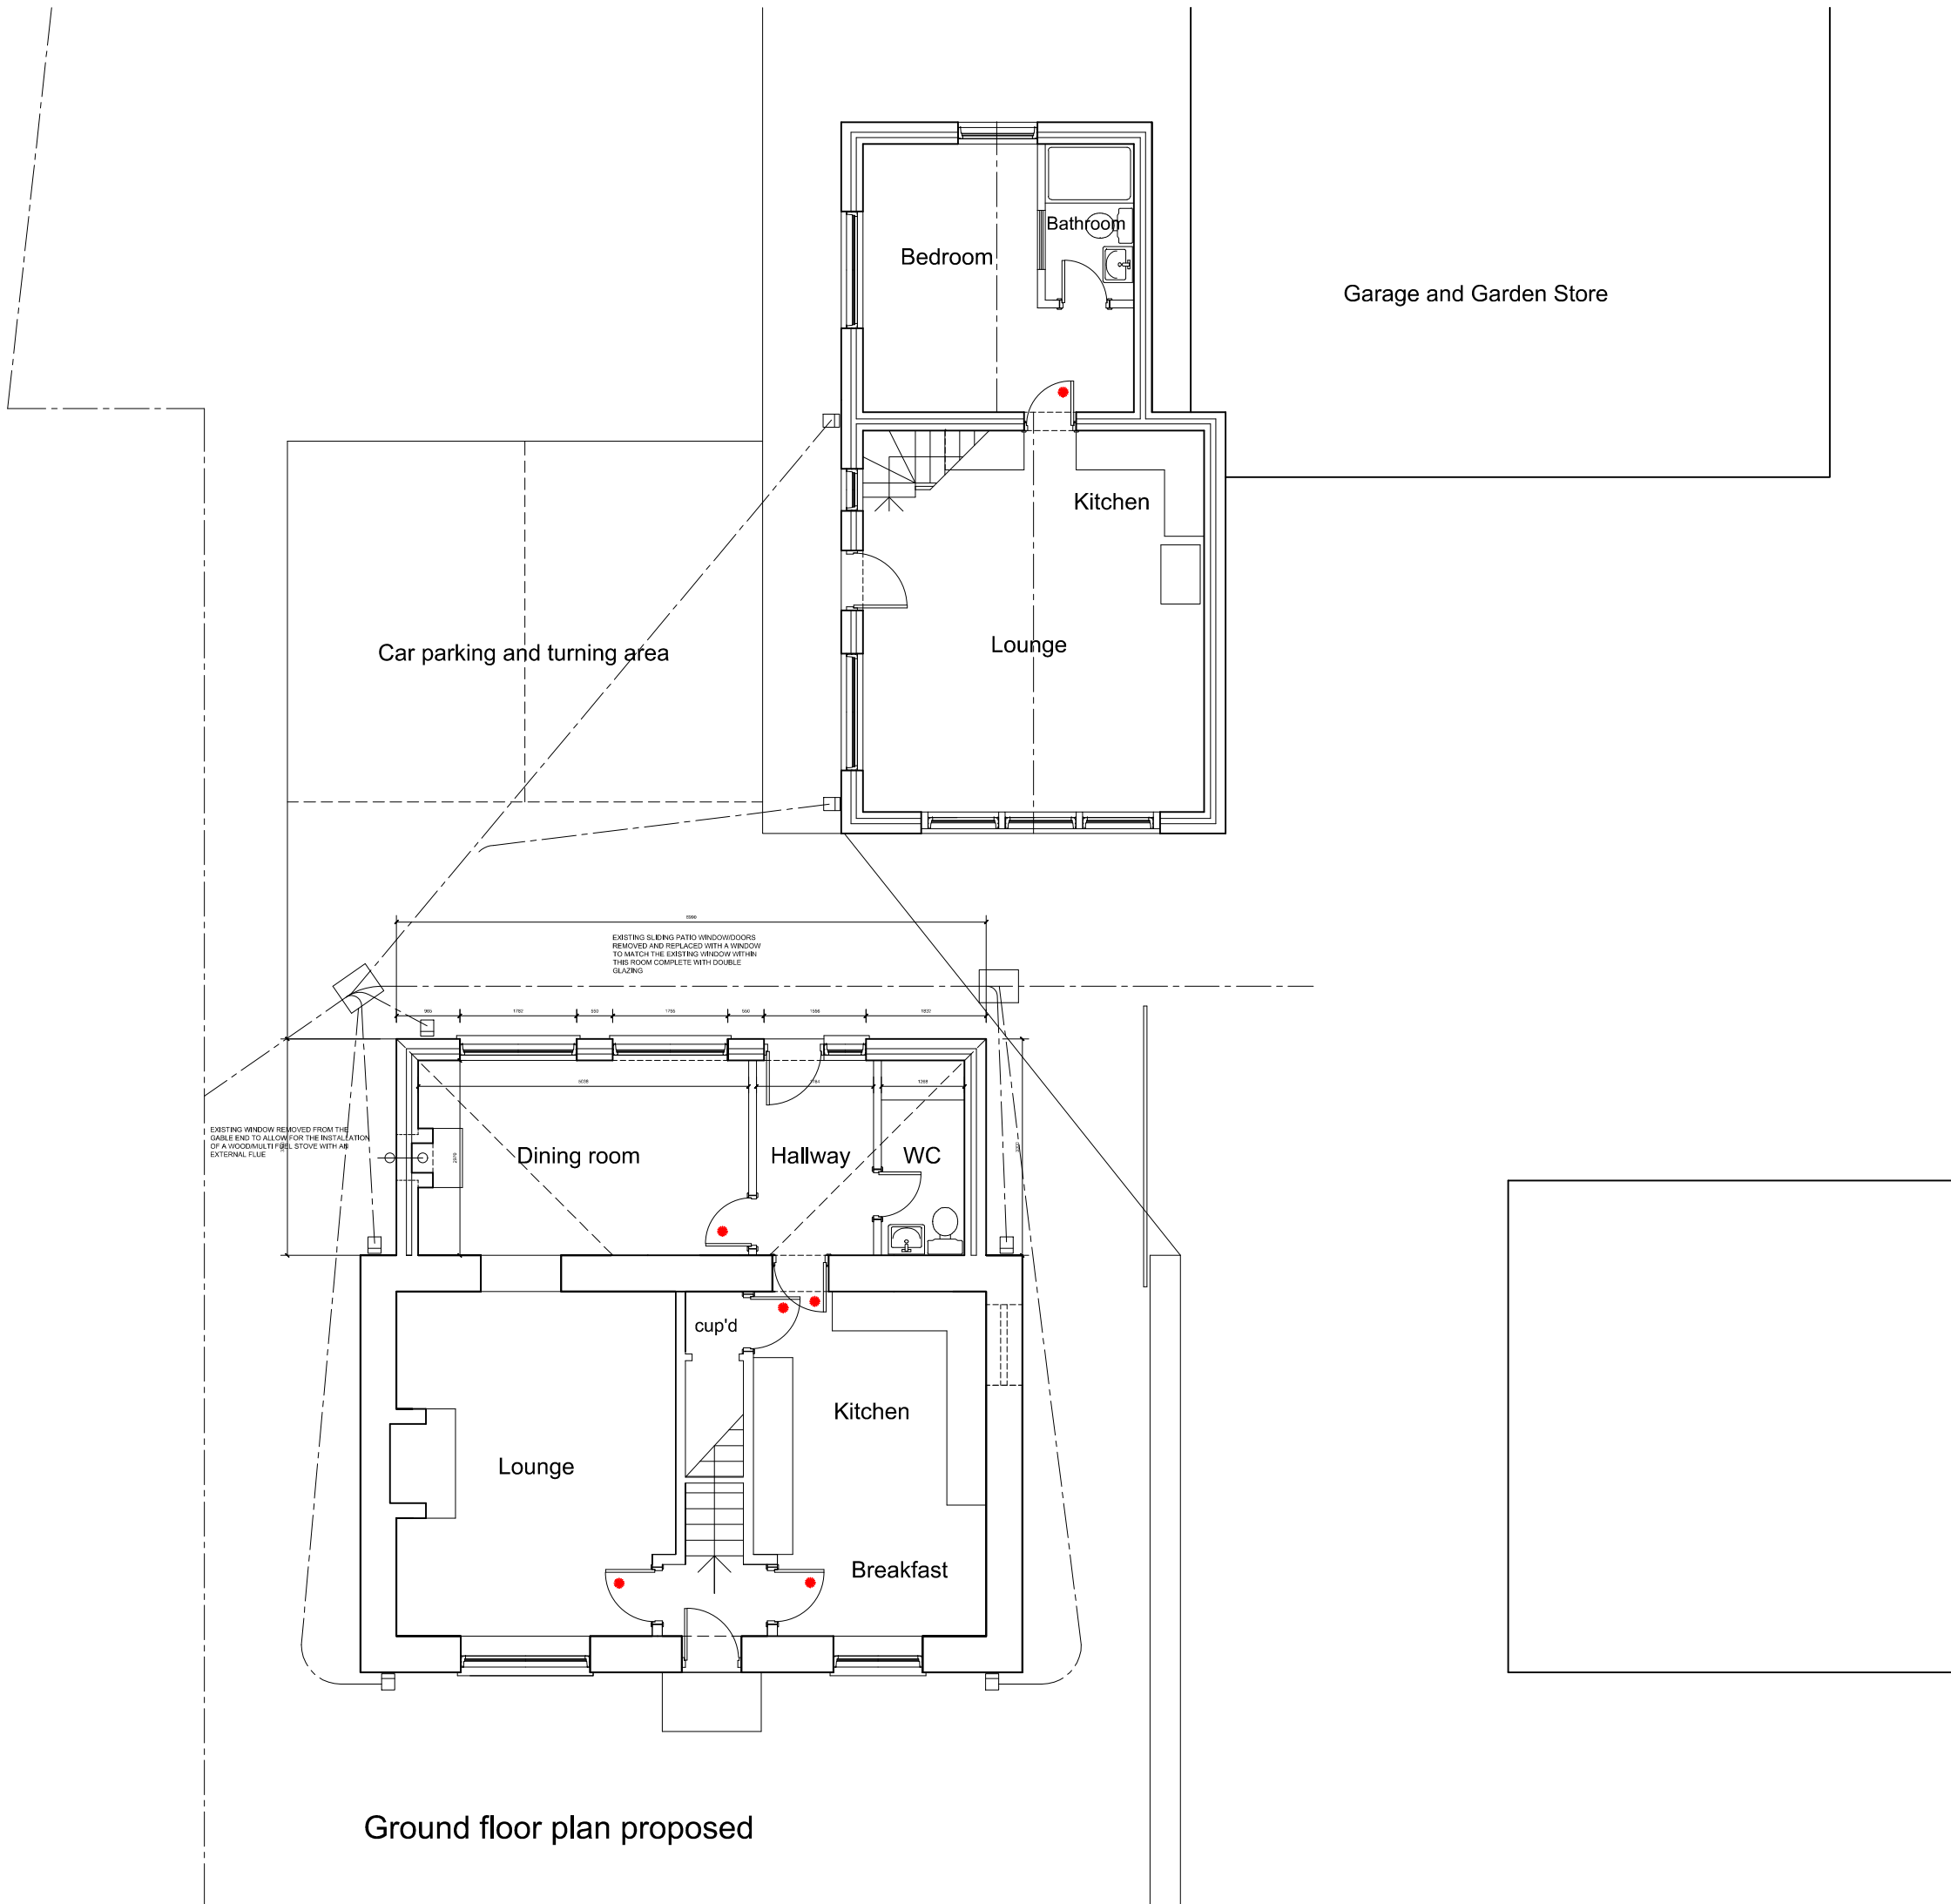 Bathroom
Bedroom
Garage and Garden Store
Kitchen
Lounge
Car parking and turning area
EXISTING SLIDING PATIO WINDOW/DOORS
REMOVED AND REPLACED WITH A WINDOW
TO MATCH THE EXISTING WINDOW WITHIN
THIS ROOM COMPLETE WITH DOUBLE
GLAZING
EXISTING WINDOW REMOVED FROM THE
GABLE END TO ALLOW FOR THE INSTALLATION
OF A WOOD/MULTI FUEL STOVE WITH AN
EXTERNAL FLUE
Dining room
Hallway
WC
cup'd
Kitchen
Lounge
Breakfast
Ground floor plan proposed